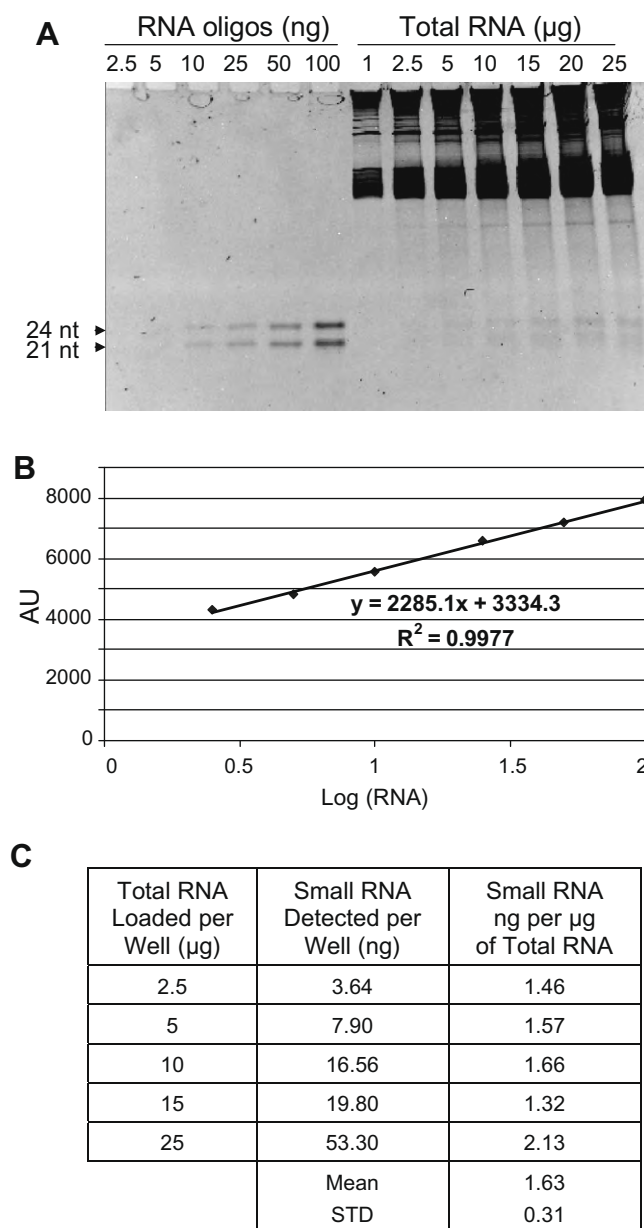 A
RNA oligos (ng) Total RNA (µg)
2.5 5 10 25 50 100 1 2.5 5 10 15 20 25
24 nt
21 nt
B
8000
6000
4000
2000
0
AU
y = 2285.1x + 3334.3
R² = 0.9977
0 0.5 1 1.5 2
Log (RNA)
C
Total RNA Loaded per Well (µg) Small RNA Detected per Well (ng) Small RNA ng per µg of Total RNA
2.5 3.64 1.46
5 7.90 1.57
10 16.56 1.66
15 19.80 1.32
25 53.30 2.13
Mean 1.63
STD 0.31